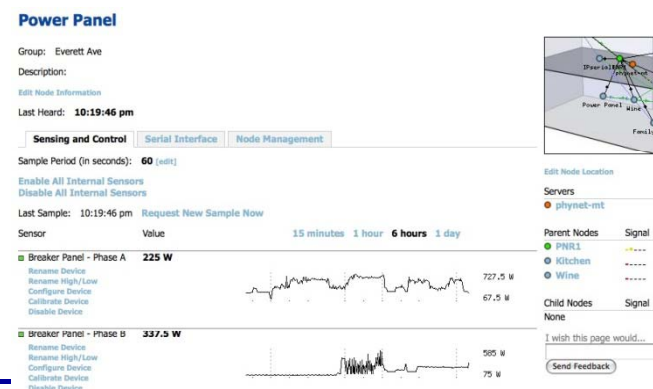 Power Panel
Group: Everett Ave
Description:
Edit Node Information
Last Heard: 10:19:46 pm
Sensing and Control Serial Interface Node Management
Sample Period (in seconds): 60 [edit]
Enable All Internal Sensors
Disable All Internal Sensors
Last Sample: 10:19:46 pm Request New Sample Now
Sensor Value 15 minutes 1 hour 6 hours 1 day
Breaker Panel - Phase A 225 W
Rename Device
Rename High/Low
Configure Device
Calibrate Device
Disable Device
727.5 W
67.5 W
Breaker Panel - Phase B 337.5 W
Rename Device
Rename High/Low
Configure Device
Calibrate Device
Disable Device
585 W
75 W
Power Panel Wine
Edit Node Location
Servers
phynet-mt
Parent Nodes Signal
PNR1
Kitchen
Wine
Child Nodes Signal
None
I wish this page would...
Send Feedback